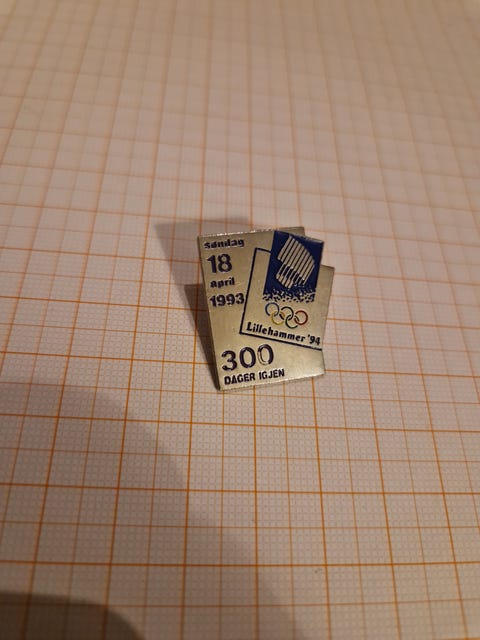 Søndag
18
april
1993
Lillehammer '94
300
DAGER IGJEN